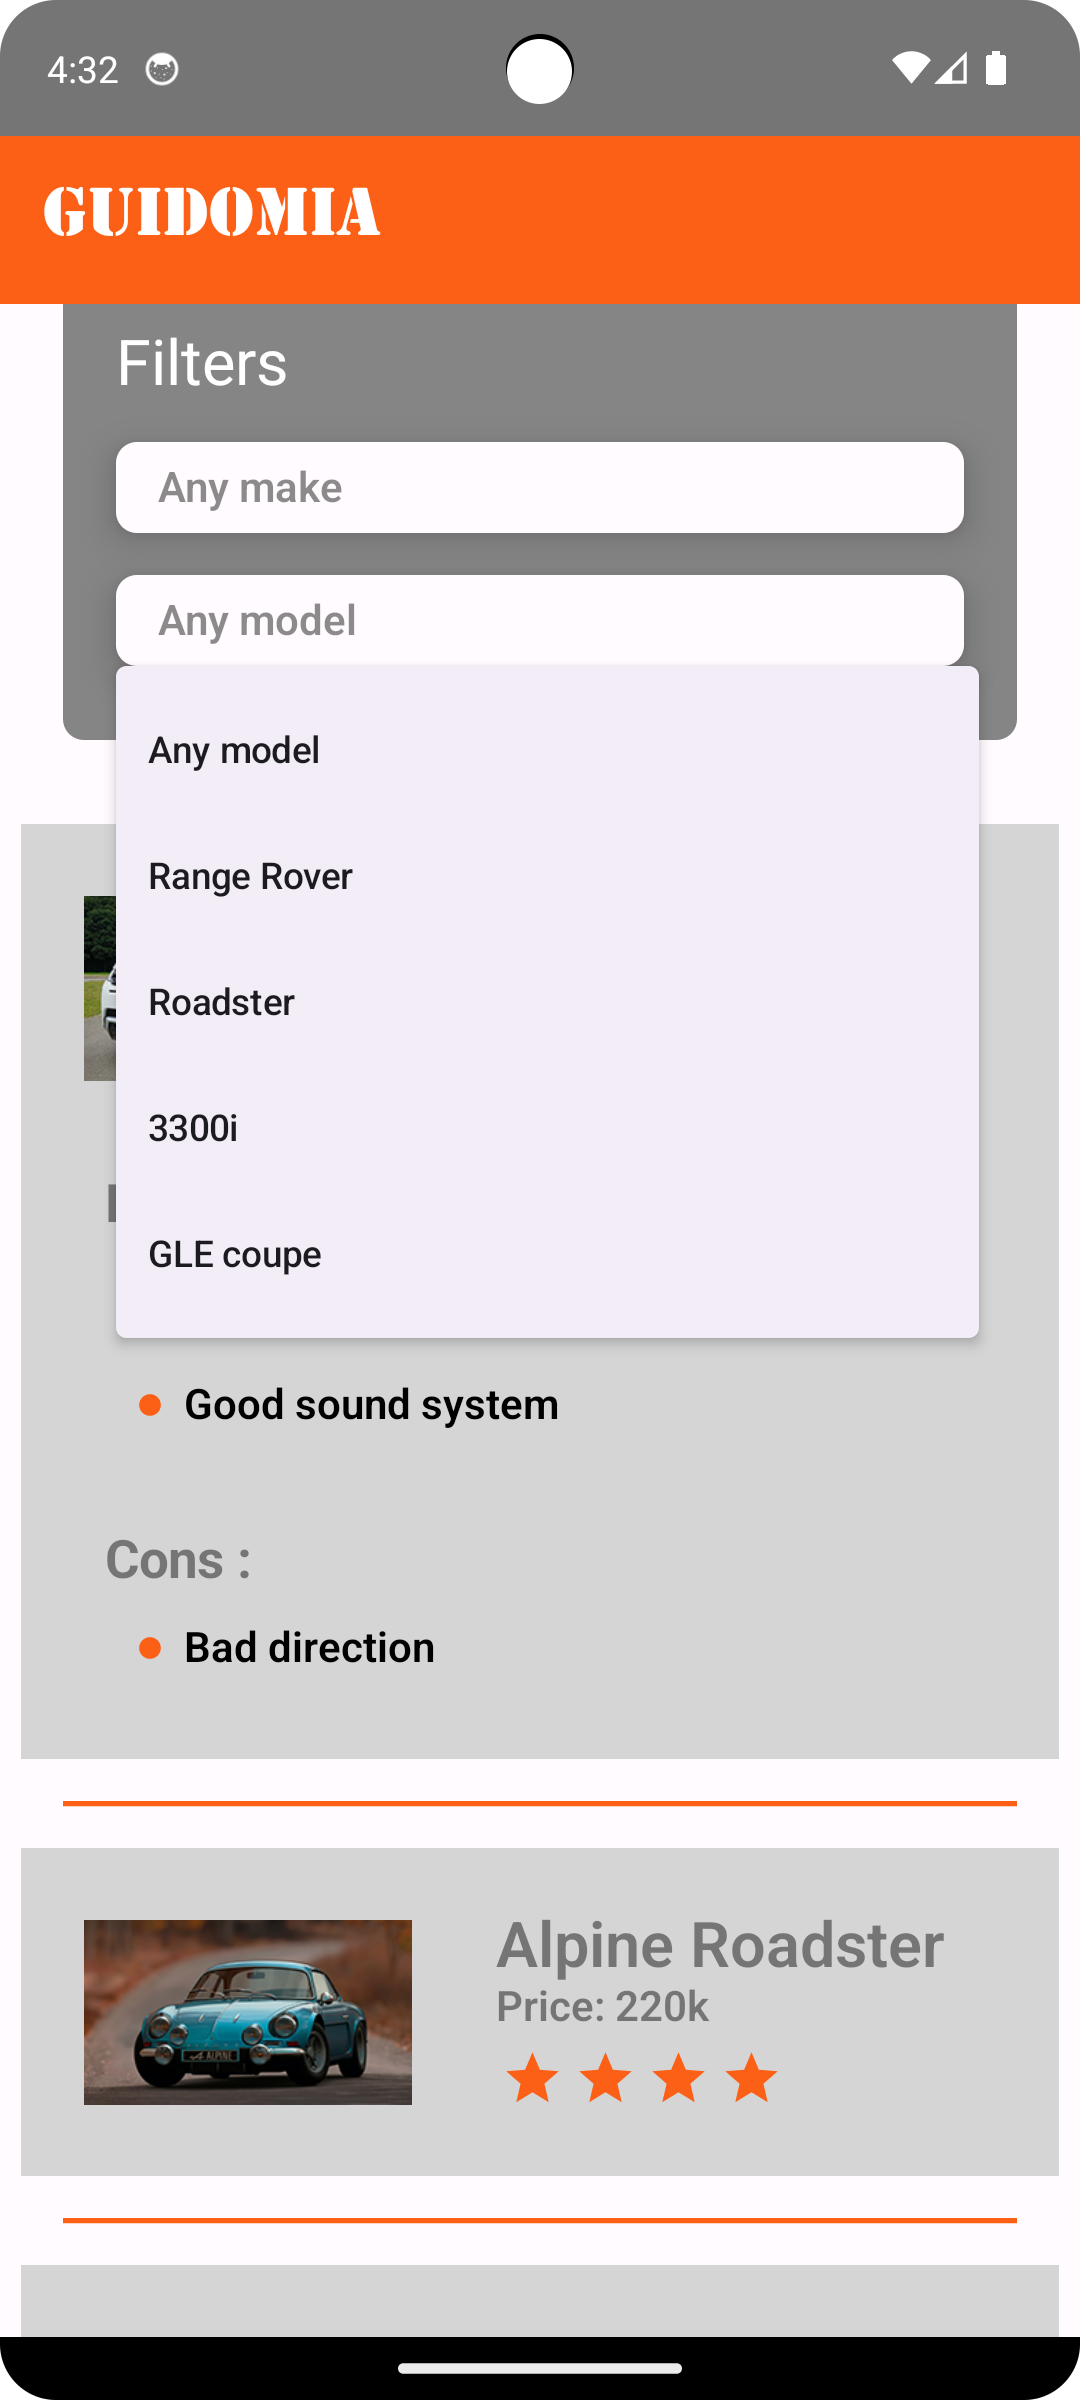 4:32
GUIDOMIA
Filters
Any make
Any model
Any model
Range Rover
Roadster
3300i
GLE coupe
Good sound system
Cons :
Bad direction
Alpine Roadster
Price: 220k
ALPINE